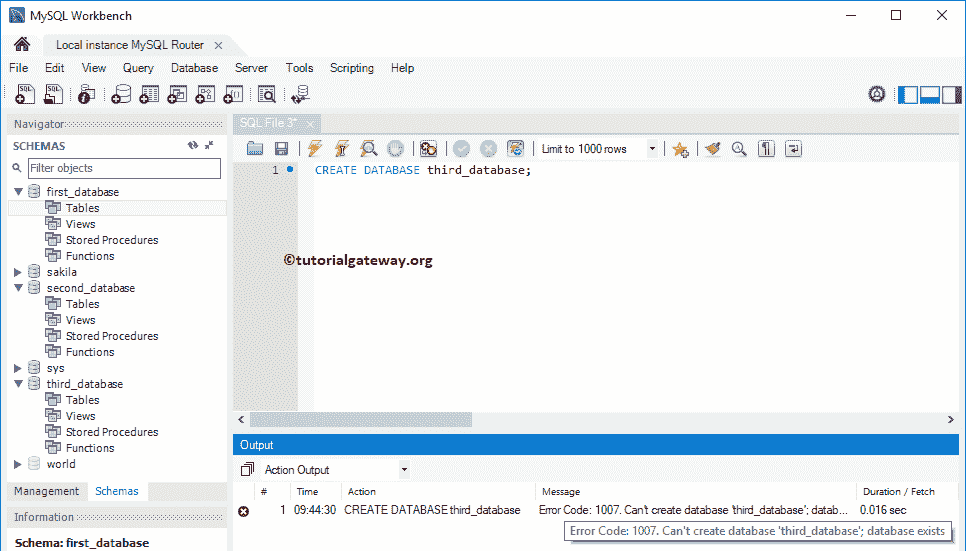 MySQL Workbench
Local instance MySQL Router
File Edit View Query Database Server Tools Scripting Help
Navigator
SCHEMAS
Filter objects
first_database
Tables
Views
Stored Procedures
Functions
sakila
second_database
Tables
Views
Stored Procedures
Functions
sys
third_database
Tables
Views
Stored Procedures
Functions
world
Management Schemas
Information
Schema: first_database
SQL File 3*
Limit to 1000 rows
1 CREATE DATABASE third_database;
©tutorialgateway.org
Output
Action Output
# Time Action Message Duration / Fetch
1 09:44:30 CREATE DATABASE third_database Error Code: 1007. Can't create database 'third_database'; datab... 0.016 sec
Error Code: 1007. Can't create database 'third_database'; database exists